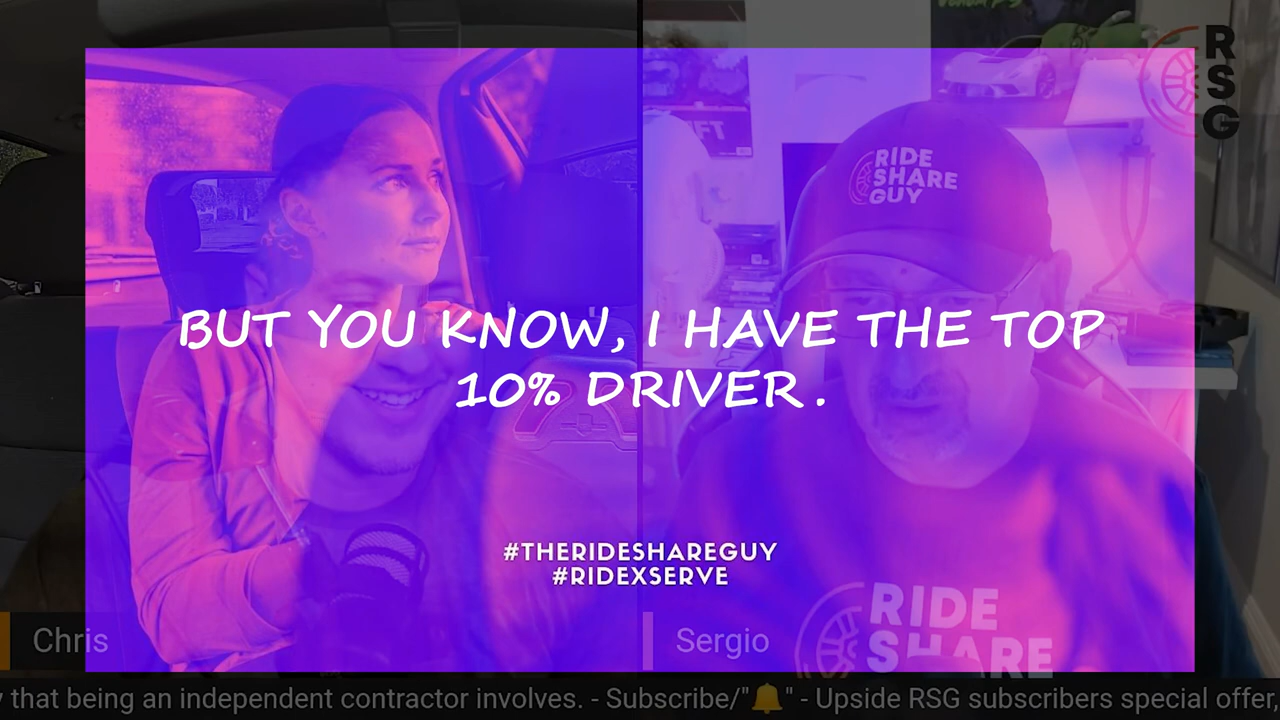 R
S
G
RIDE
SHARE
GUY
BUT YOU KNOW, I HAVE THE TOP
10% DRIVER.
#THERIDESHAREGUY
#RIDEXSERVE
RIDE
SHARE
Chris
Sergio
that being an independent contractor involves. - Subscribe/"🔔" - Upside RSG subscribers special offer,